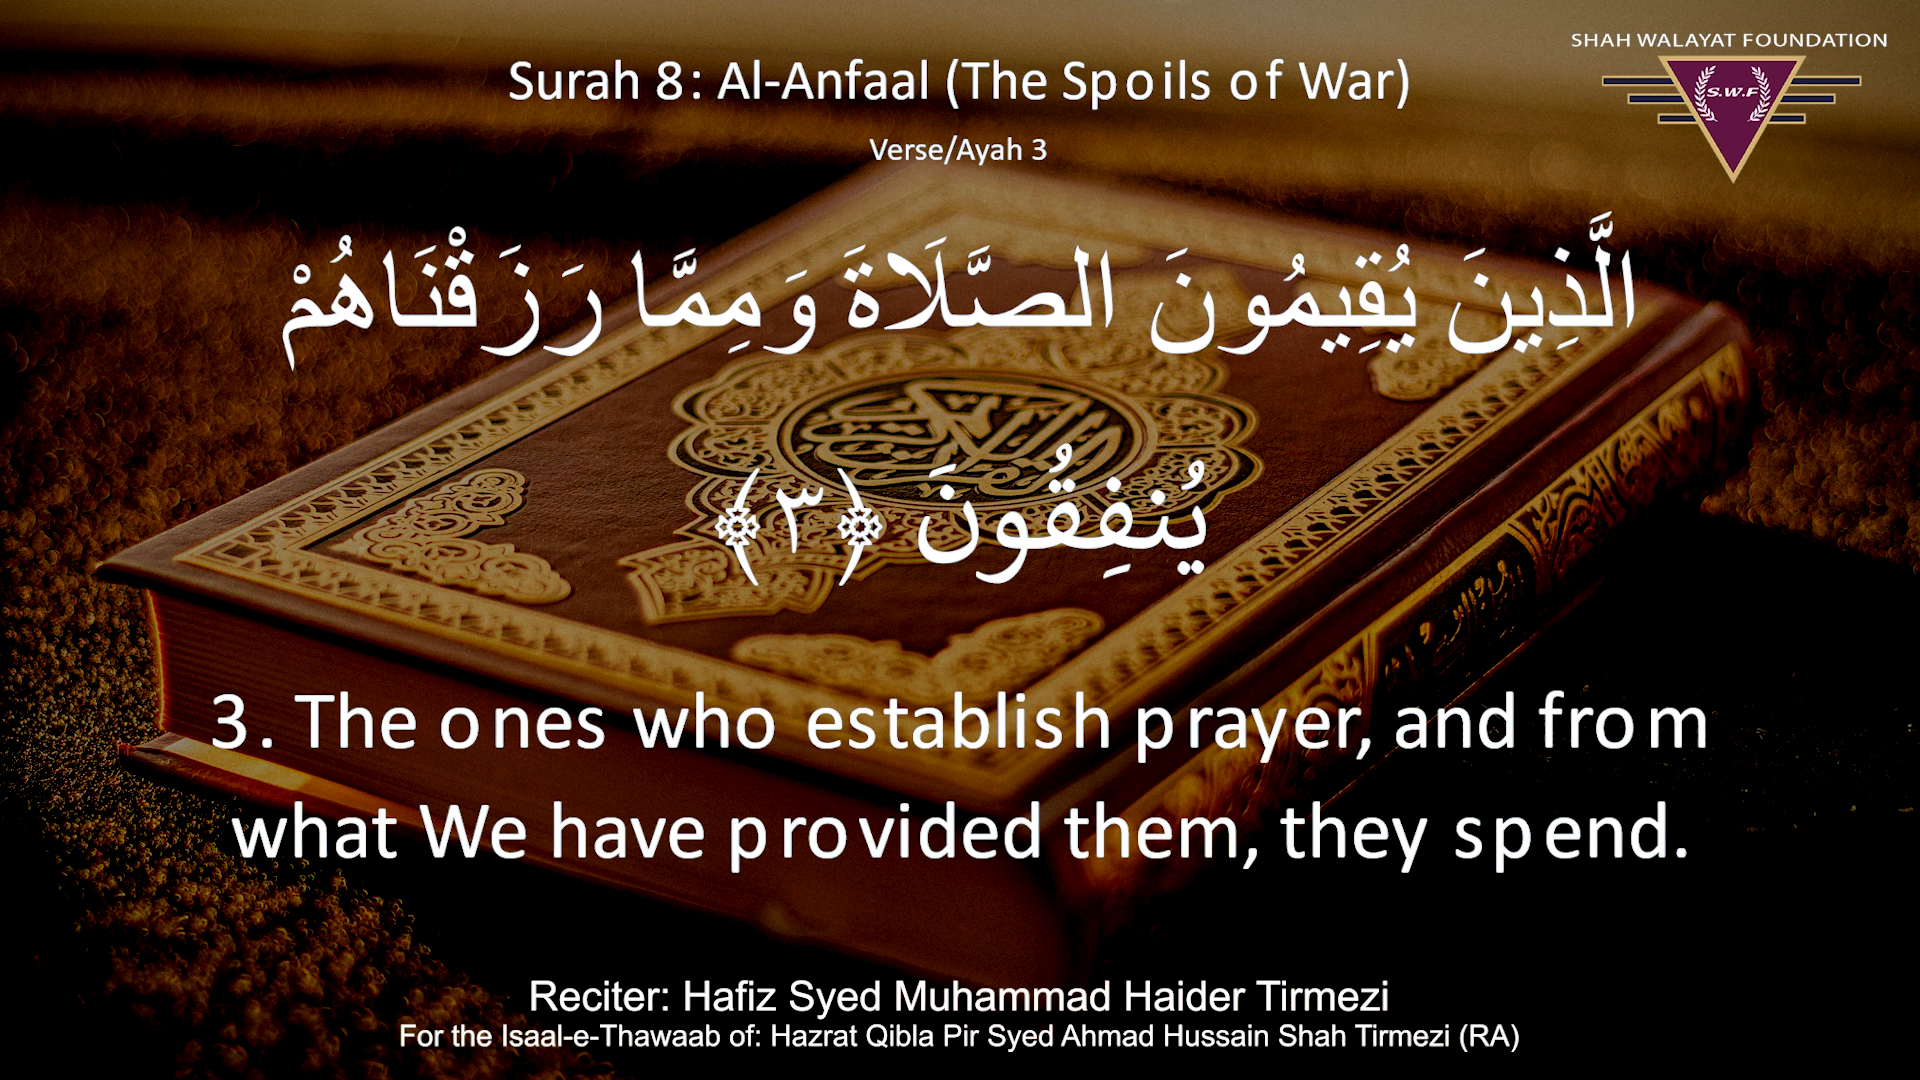 SHAH WALAYAT FOUNDATION
S.W.F
Surah 8: Al-Anfaal (The Spoils of War)
Verse/Ayah 3
الَّذِينَ يُقِيمُونَ الصَّلَاةَ وَمِمَّا رَزَقْنَاهُمْ
يُنفِقُونَ ﴿٣﴾
3. The ones who establish prayer, and from
what We have provided them, they spend.
Reciter: Hafiz Syed Muhammad Haider Tirmezi
For the Isaal-e-Thawaab of: Hazrat Qibla Pir Syed Ahmad Hussain Shah Tirmezi (RA)